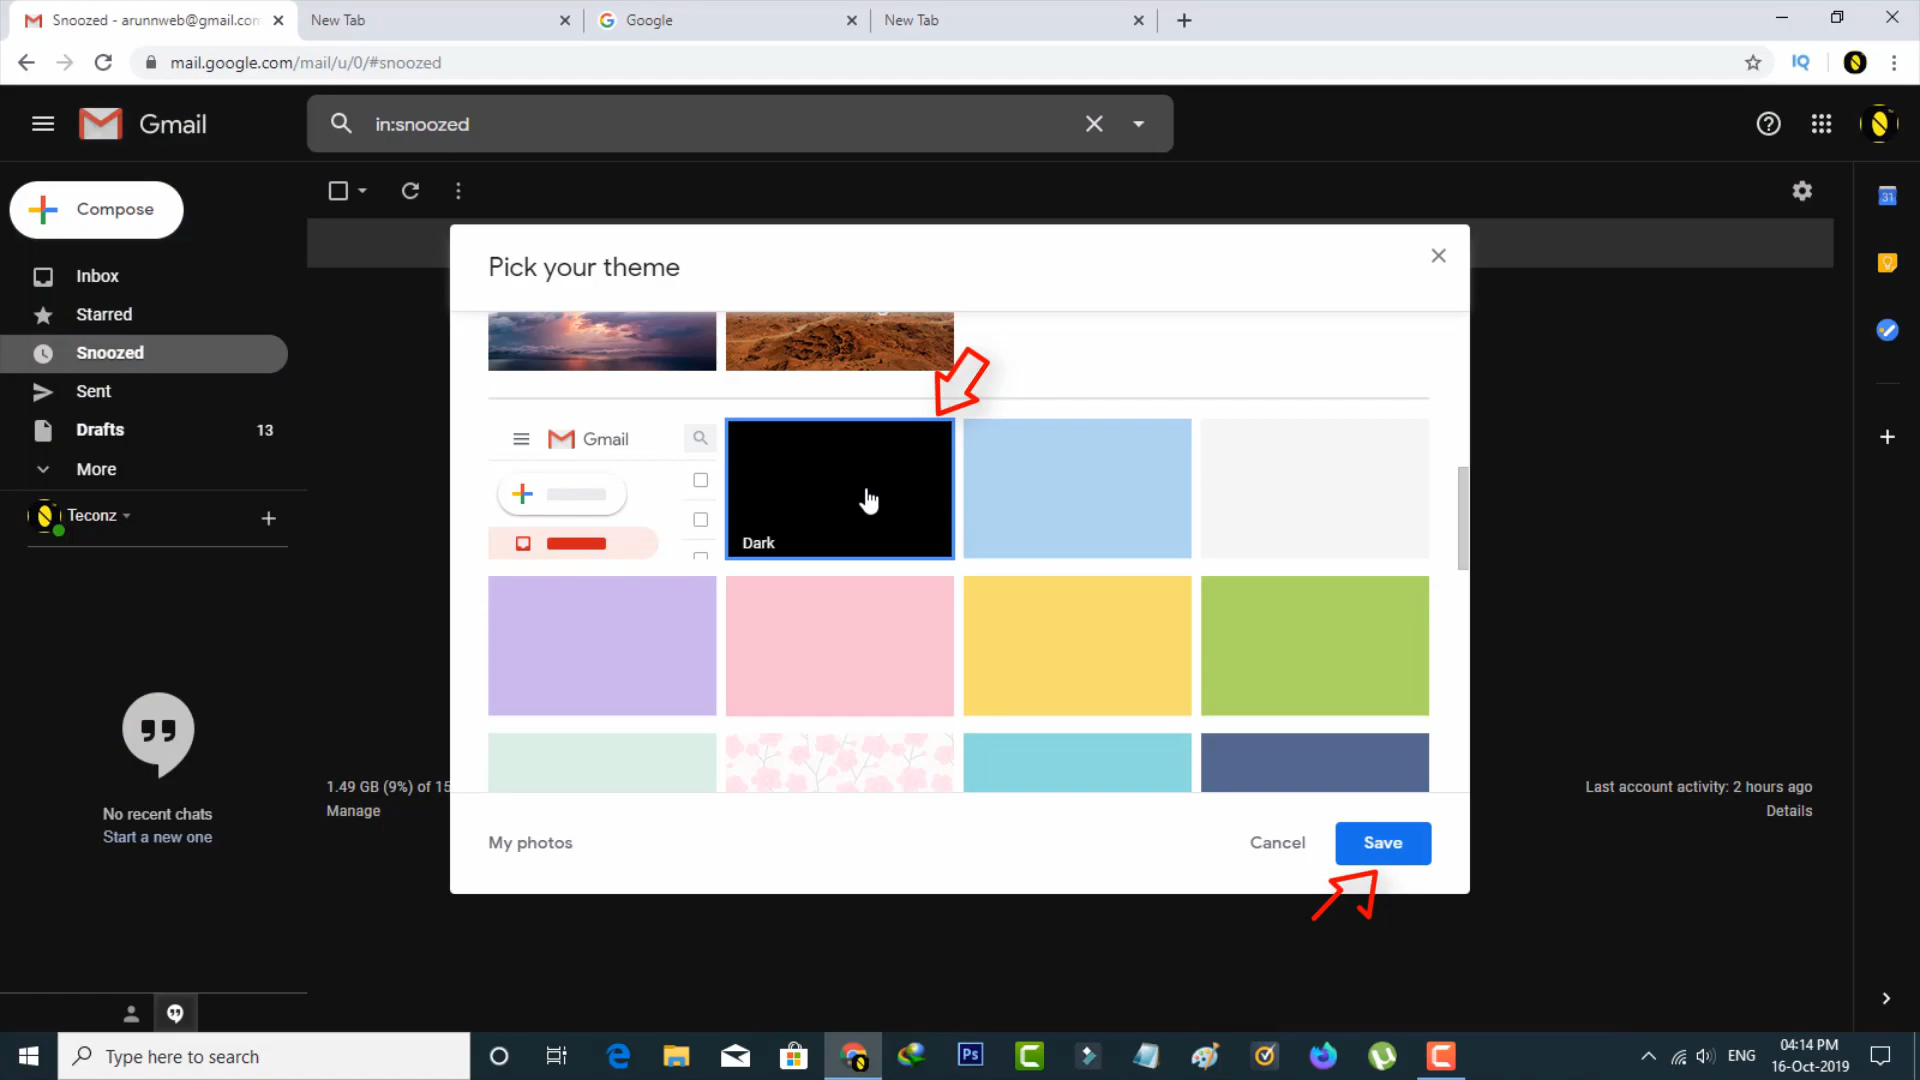 Snoozed - arunnweb@gmail.com
New Tab
Google
New Tab
mail.google.com/mail/u/0/#snoozed
IQ
Gmail
in:snoozed
Compose
31
Inbox
Starred
Snoozed
Sent
Drafts 13
More
Teconz
Pick your theme
Gmail
Dark
No recent chats
Start a new one
1.49 GB (9%) of 15
Manage
Last account activity: 2 hours ago
Details
My photos
Cancel
Save
Type here to search
Ps
ENG
04:14 PM
16-Oct-2019